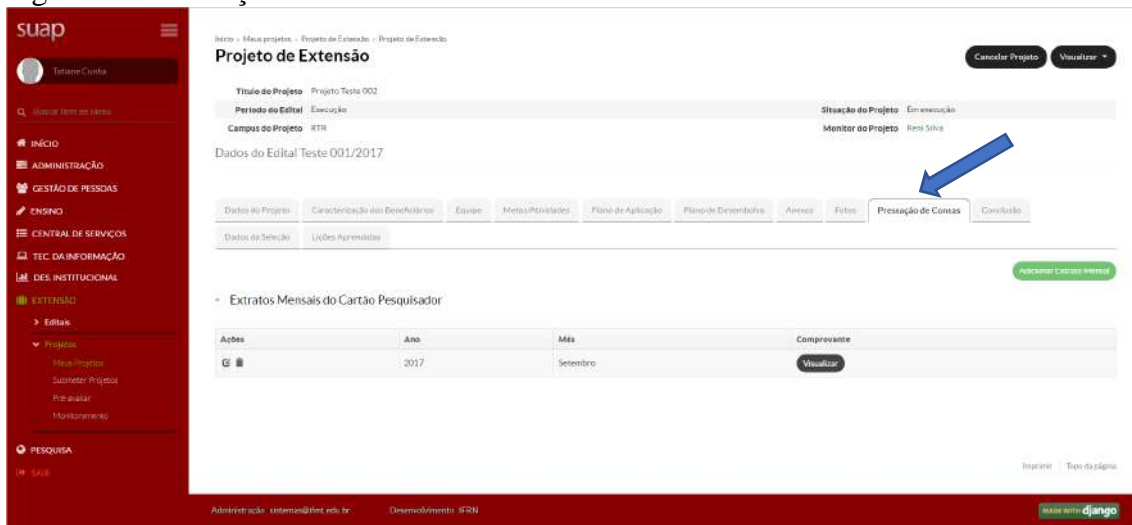 suap
Tatiane Cunha
INÍCIO
ADMINISTRAÇÃO
GESTÃO DE PESSOAS
ENSINO
CENTRAL DE SERVIÇOS
TEC. DA INFORMAÇÃO
DES. INSTITUCIONAL
EXTENSÃO
> Editais
Projetos
Meus Projetos
Submeter Projetos
Pré-avaliar
Monitoramento
PESQUISA
SAIR
Início » Meus projetos » Projeto de Extensão » Projeto de Extensão
Projeto de Extensão
Cancelar Projeto Visualizar
Título do Projeto Projeto Teste 002
Período do Edital Execução Situação do Projeto Em execução
Campus do Projeto RTR Monitor do Projeto Reni Silva
Dados do Edital Teste 001/2017
Dados do Projeto Caracterização dos Beneficiários Equipe Metas/Atividades Plano de Aplicação Plano de Desembolso Anexos Fotos Prestação de Contas Conclusão
Dados da Seleção Lições Aprendidas
Adicionar Extrato Mensal
- Extratos Mensais do Cartão Pesquisador
Ações Ano Mês Comprovante
2017 Setembro Visualizar
Imprimir Topo da página
Administração: sistemas@ifmt.edu.br Desenvolvimento: IFRN
MADE WITH django